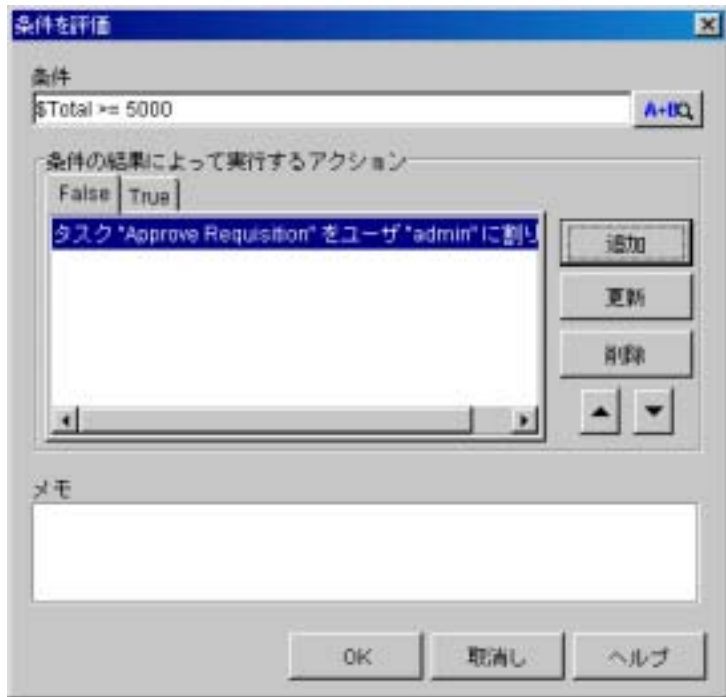 条件を評価
条件
$Total >= 5000
A+B
条件の結果によって実行するアクション
False True
タスク "Approve Requisition" をユーザ "admin" に割り
追加
更新
削除
メモ
OK 取消し ヘルプ